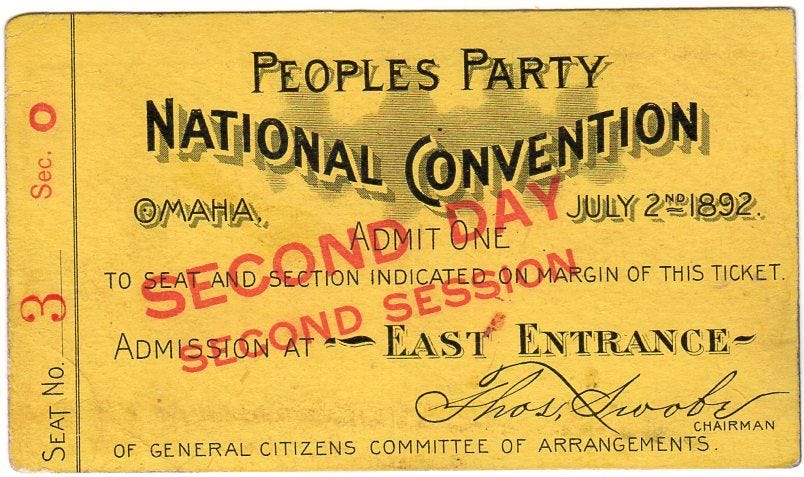 PEOPLES PARTY
NATIONAL CONVENTION
OMAHA, JULY 2ND 1892.
ADMIT ONE
TO SEAT AND SECTION INDICATED ON MARGIN OF THIS TICKET.
ADMISSION AT EAST ENTRANCE
Thos. Swobe
CHAIRMAN
OF GENERAL CITIZENS COMMITTEE OF ARRANGEMENTS.
SECOND DAY
SECOND SESSION
SEAT NO. 3 Sec. O